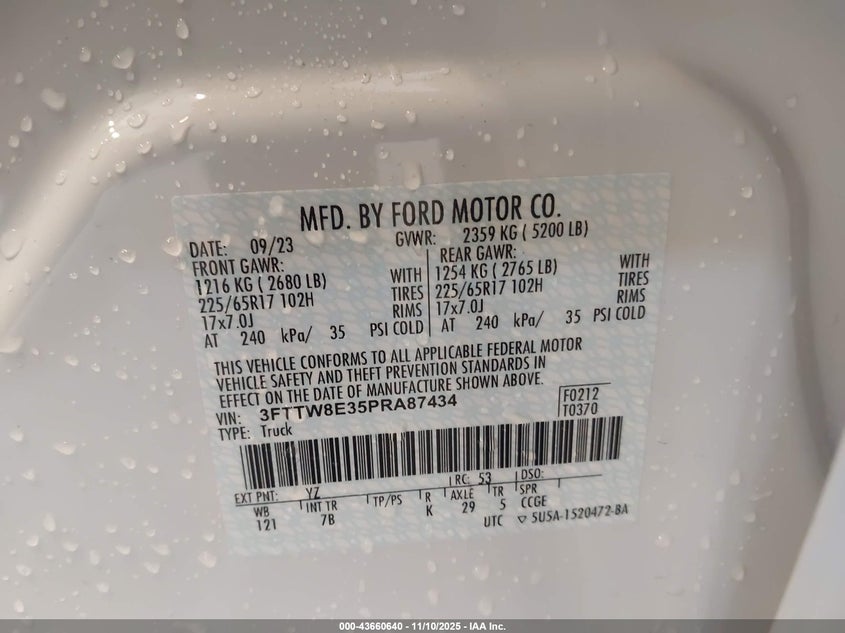 MFD. BY FORD MOTOR CO.
DATE: 09/23 GVWR: 2359 KG ( 5200 LB)
FRONT GAWR: REAR GAWR:
1216 KG ( 2680 LB) WITH 1254 KG ( 2765 LB) WITH
225/65R17 102H TIRES 225/65R17 102H TIRES
17x7.0J RIMS 17x7.0J RIMS
AT 240 kPa/ 35 PSI COLD AT 240 kPa/ 35 PSI COLD
THIS VEHICLE CONFORMS TO ALL APPLICABLE FEDERAL MOTOR
VEHICLE SAFETY AND THEFT PREVENTION STANDARDS IN
EFFECT ON THE DATE OF MANUFACTURE SHOWN ABOVE.
VIN: 3FTTW8E35PRA87434 F0212
TYPE: Truck T0370
EXT PNT: YZ RC: 53 DSO:
WB INT TR TP/PS R AXLE TR SPR
121 7B K 29 5 CCGE
UTC ▽ 5U5A-1520472-BA
000-43660640 - 11/10/2025 - IAA Inc.